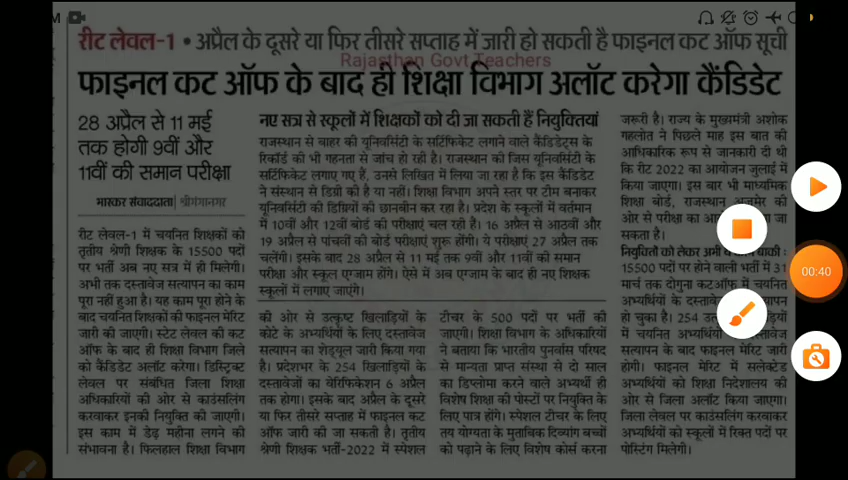 M
रीट लेवल-1 • अप्रैल के दूसरे या फिर तीसरे सप्ताह में जारी हो सकती है फाइनल कट ऑफ सूची
Rajasthan Govt Teachers
फाइनल कट ऑफ के बाद ही शिक्षा विभाग अलॉट करेगा कैंडिडेट
28 अप्रैल से 11 मई
तक होगी 9वीं और
11वीं की समान परीक्षा
भास्कर संवाददाता| श्रीगंगानगर
रीट लेवल-1 में चयनित शिक्षकों को
तृतीय श्रेणी शिक्षक के 15500 पदों
पर भर्ती अब नए सत्र में ही मिलेगी।
अभी तक दस्तावेज सत्यापन का काम
पूरा नहीं हुआ है। यह काम पूरा होने के
बाद चयनित शिक्षकों की फाइनल मेरिट
जारी की जाएगी। स्टेट लेवल की कट
ऑफ के बाद ही शिक्षा विभाग जिले
को कैंडिडेट अलॉट करेगा। डिस्ट्रिक्ट
लेवल पर संबंधित जिला शिक्षा
अधिकारियों की ओर से काउंसलिंग
करवाकर इनकी नियुक्ति की जाएगी।
इस काम में डेढ़ महीना लगने की
संभावना है। फिलहाल शिक्षा विभाग
नए सत्र से स्कूलों में शिक्षकों को दी जा सकती हैं नियुक्तियां
राजस्थान से बाहर की यूनिवर्सिटी के सर्टिफिकेट लगाने वाले कैंडिडेट्स के
रिकॉर्ड की भी गहनता से जांच हो रही है। राजस्थान की जिस यूनिवर्सिटी के
सर्टिफिकेट लगाए गए हैं, उनसे लिखित में लिया जा रहा है कि इस कैंडिडेट
ने संस्थान से डिग्री की है या नहीं। शिक्षा विभाग अपने स्तर पर टीम बनाकर
यूनिवर्सिटी की डिग्रियों की छानबीन कर रहा है। प्रदेश के स्कूलों में वर्तमान
में 10वीं और 12वीं बोर्ड की परीक्षाएं चल रही हैं। 16 अप्रैल से आठवीं और
19 अप्रैल से पांचवीं की बोर्ड परीक्षाएं शुरू होंगी। ये परीक्षाएं 27 अप्रैल तक
चलेंगी। इसके बाद 28 अप्रैल से 11 मई तक 9वीं और 11वीं की समान
परीक्षा और स्कूल एग्जाम होंगे। ऐसे में अब एग्जाम के बाद ही नए शिक्षक
स्कूलों में लगाए जाएंगे।
की ओर से उत्कृष्ट खिलाड़ियों के
कोटे के अभ्यर्थियों के लिए दस्तावेज
सत्यापन का शेड्यूल जारी किया गया
है। प्रदेशभर के 254 खिलाड़ियों के
दस्तावेजों का वेरिफिकेशन 6 अप्रैल
तक होगा। इसके बाद अप्रैल के दूसरे
या फिर तीसरे सप्ताह में फाइनल कट
ऑफ जारी की जा सकती है। तृतीय
श्रेणी शिक्षक भर्ती-2022 में स्पेशल
टीचर के 500 पदों पर भर्ती की
जाएगी। शिक्षा विभाग के अधिकारियों
ने बताया कि भारतीय पुनर्वास परिषद
से मान्यता प्राप्त संस्था से दो साल
का डिप्लोमा करने वाले अभ्यर्थी ही
विशेष शिक्षा की पोस्टों पर नियुक्ति के
लिए पात्र होंगे। स्पेशल टीचर के लिए
तय योग्यता के मुताबिक दिव्यांग बच्चों
को पढ़ाने के लिए विशेष कोर्स करना
जरूरी है। राज्य के मुख्यमंत्री अशोक
गहलोत ने पिछले माह इस बात की
आधिकारिक रूप से जानकारी दी थी
कि रीट 2022 का आयोजन जुलाई में
किया जाएगा। इस बार भी माध्यमिक
शिक्षा बोर्ड, राजस्थान अजमेर की
ओर से परीक्षा का जा
सकता है।
नियुक्तियों को लेकर बाकी :
15500 पदों पर होने वाली भर्ती में 31
मार्च तक दोगुना कटऑफ में चयनित
अभ्यर्थियों के
हो चुका है। 254
में चयनित
सत्यापन के बाद फाइनल मेरिट जारी
होगी। फाइनल मेरिट में सलेक्टेड
अभ्यर्थियों को शिक्षा निदेशालय की
ओर से जिला अलॉट किया जाएगा।
जिला लेवल पर काउंसलिंग करवाकर
अभ्यर्थियों को स्कूलों में रिक्त पदों पर
पोस्टिंग मिलेगी।
00:40